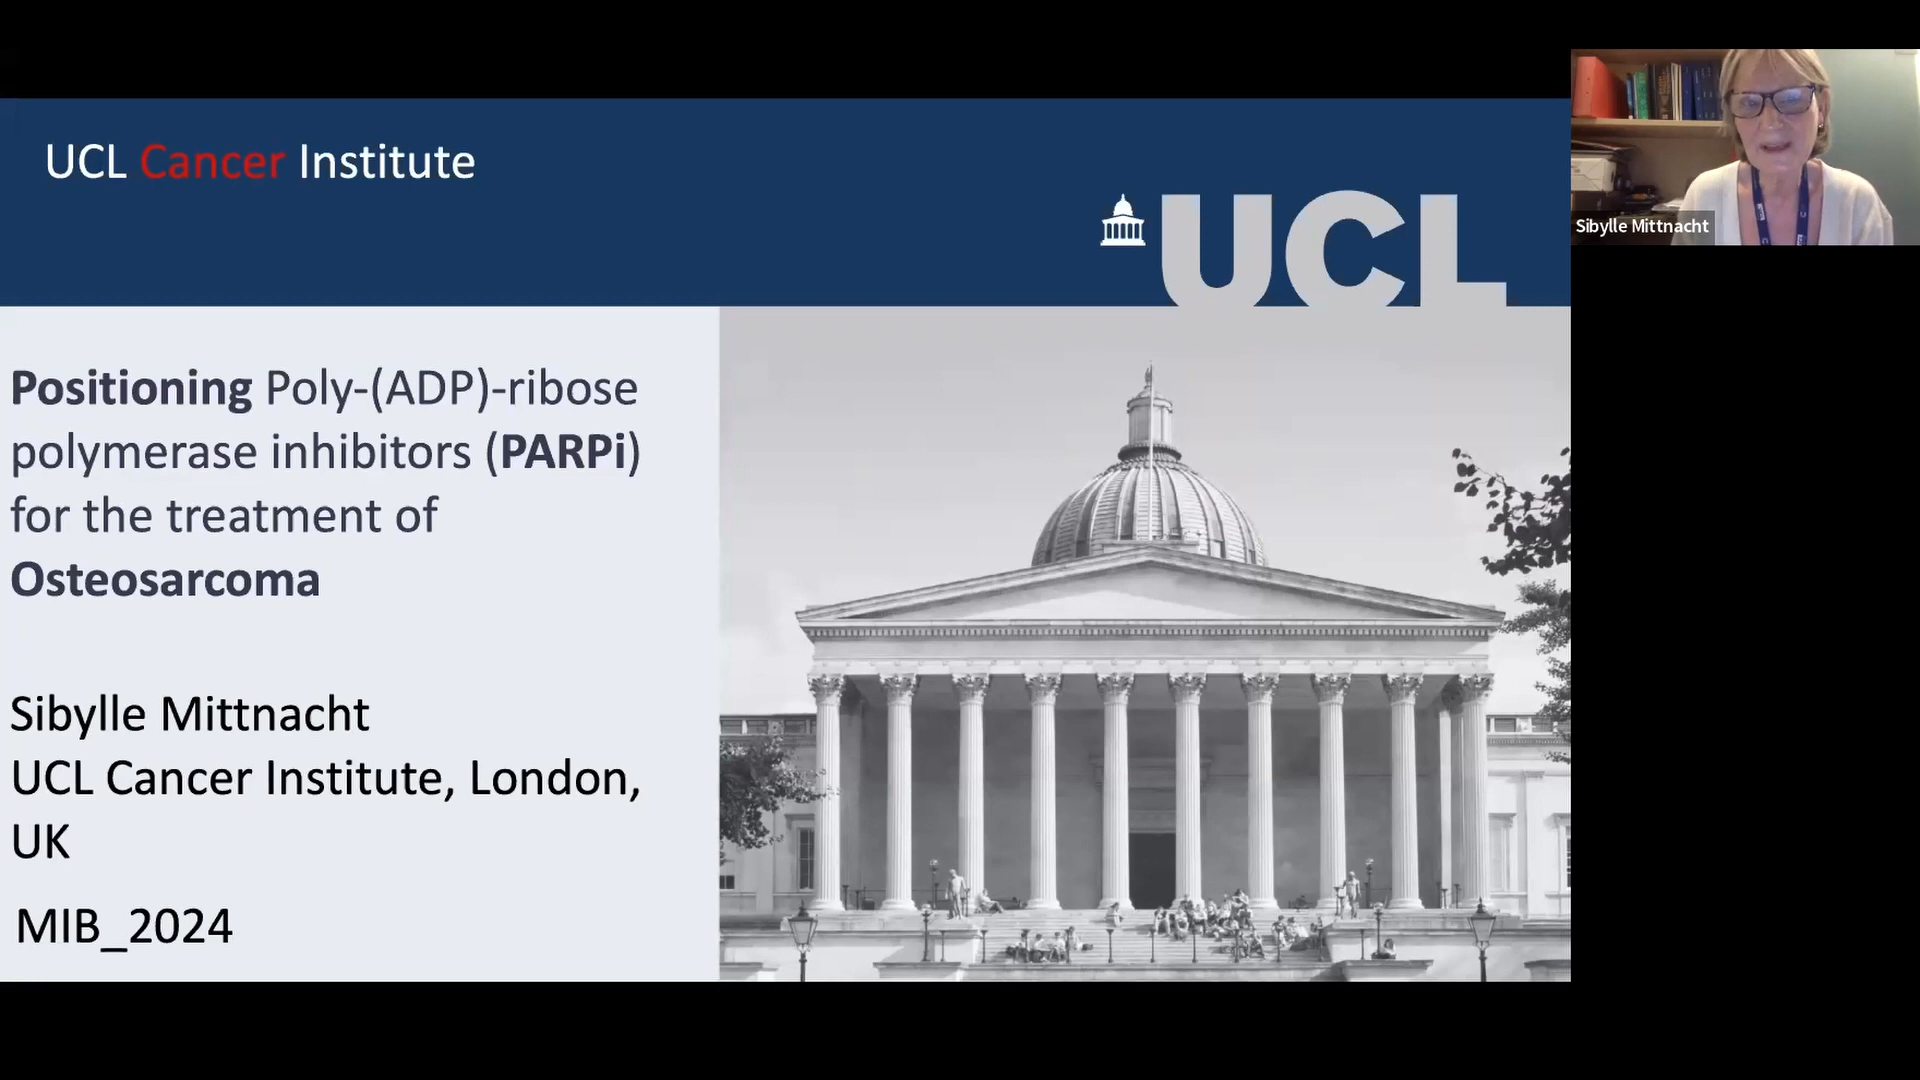 UCL Cancer Institute
UCL
Positioning Poly-(ADP)-ribose
polymerase inhibitors (PARPi)
for the treatment of
Osteosarcoma
Sibylle Mittnacht
UCL Cancer Institute, London,
UK
MIB_2024
Sibylle Mittnacht